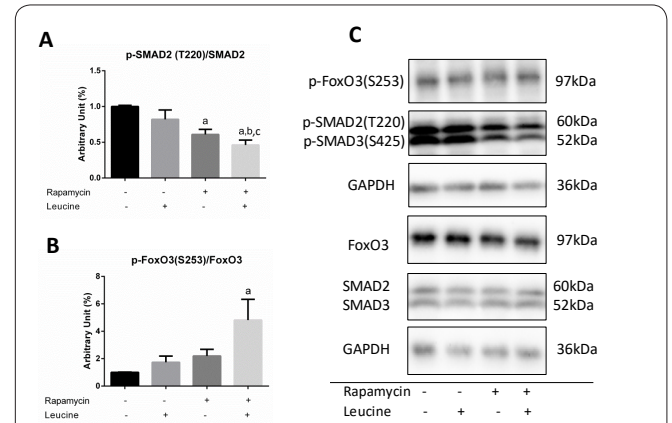 A
p-SMAD2 (T220)/SMAD2
Arbitrary Unit (%)
1.5
1.0
0.5
0.0
a
a,b,c
Rapamycin - - + +
Leucine - + - +
B
p-FoxO3(S253)/FoxO3
Arbitrary Unit (%)
8
6
4
2
0
a
Rapamycin - - + +
Leucine - + - +
C
p-FoxO3(S253) 97kDa
p-SMAD2(T220) 60kDa
p-SMAD3(S425) 52kDa
GAPDH 36kDa
FoxO3 97kDa
SMAD2 60kDa
SMAD3 52kDa
GAPDH 36kDa
Rapamycin - - + +
Leucine - + - +